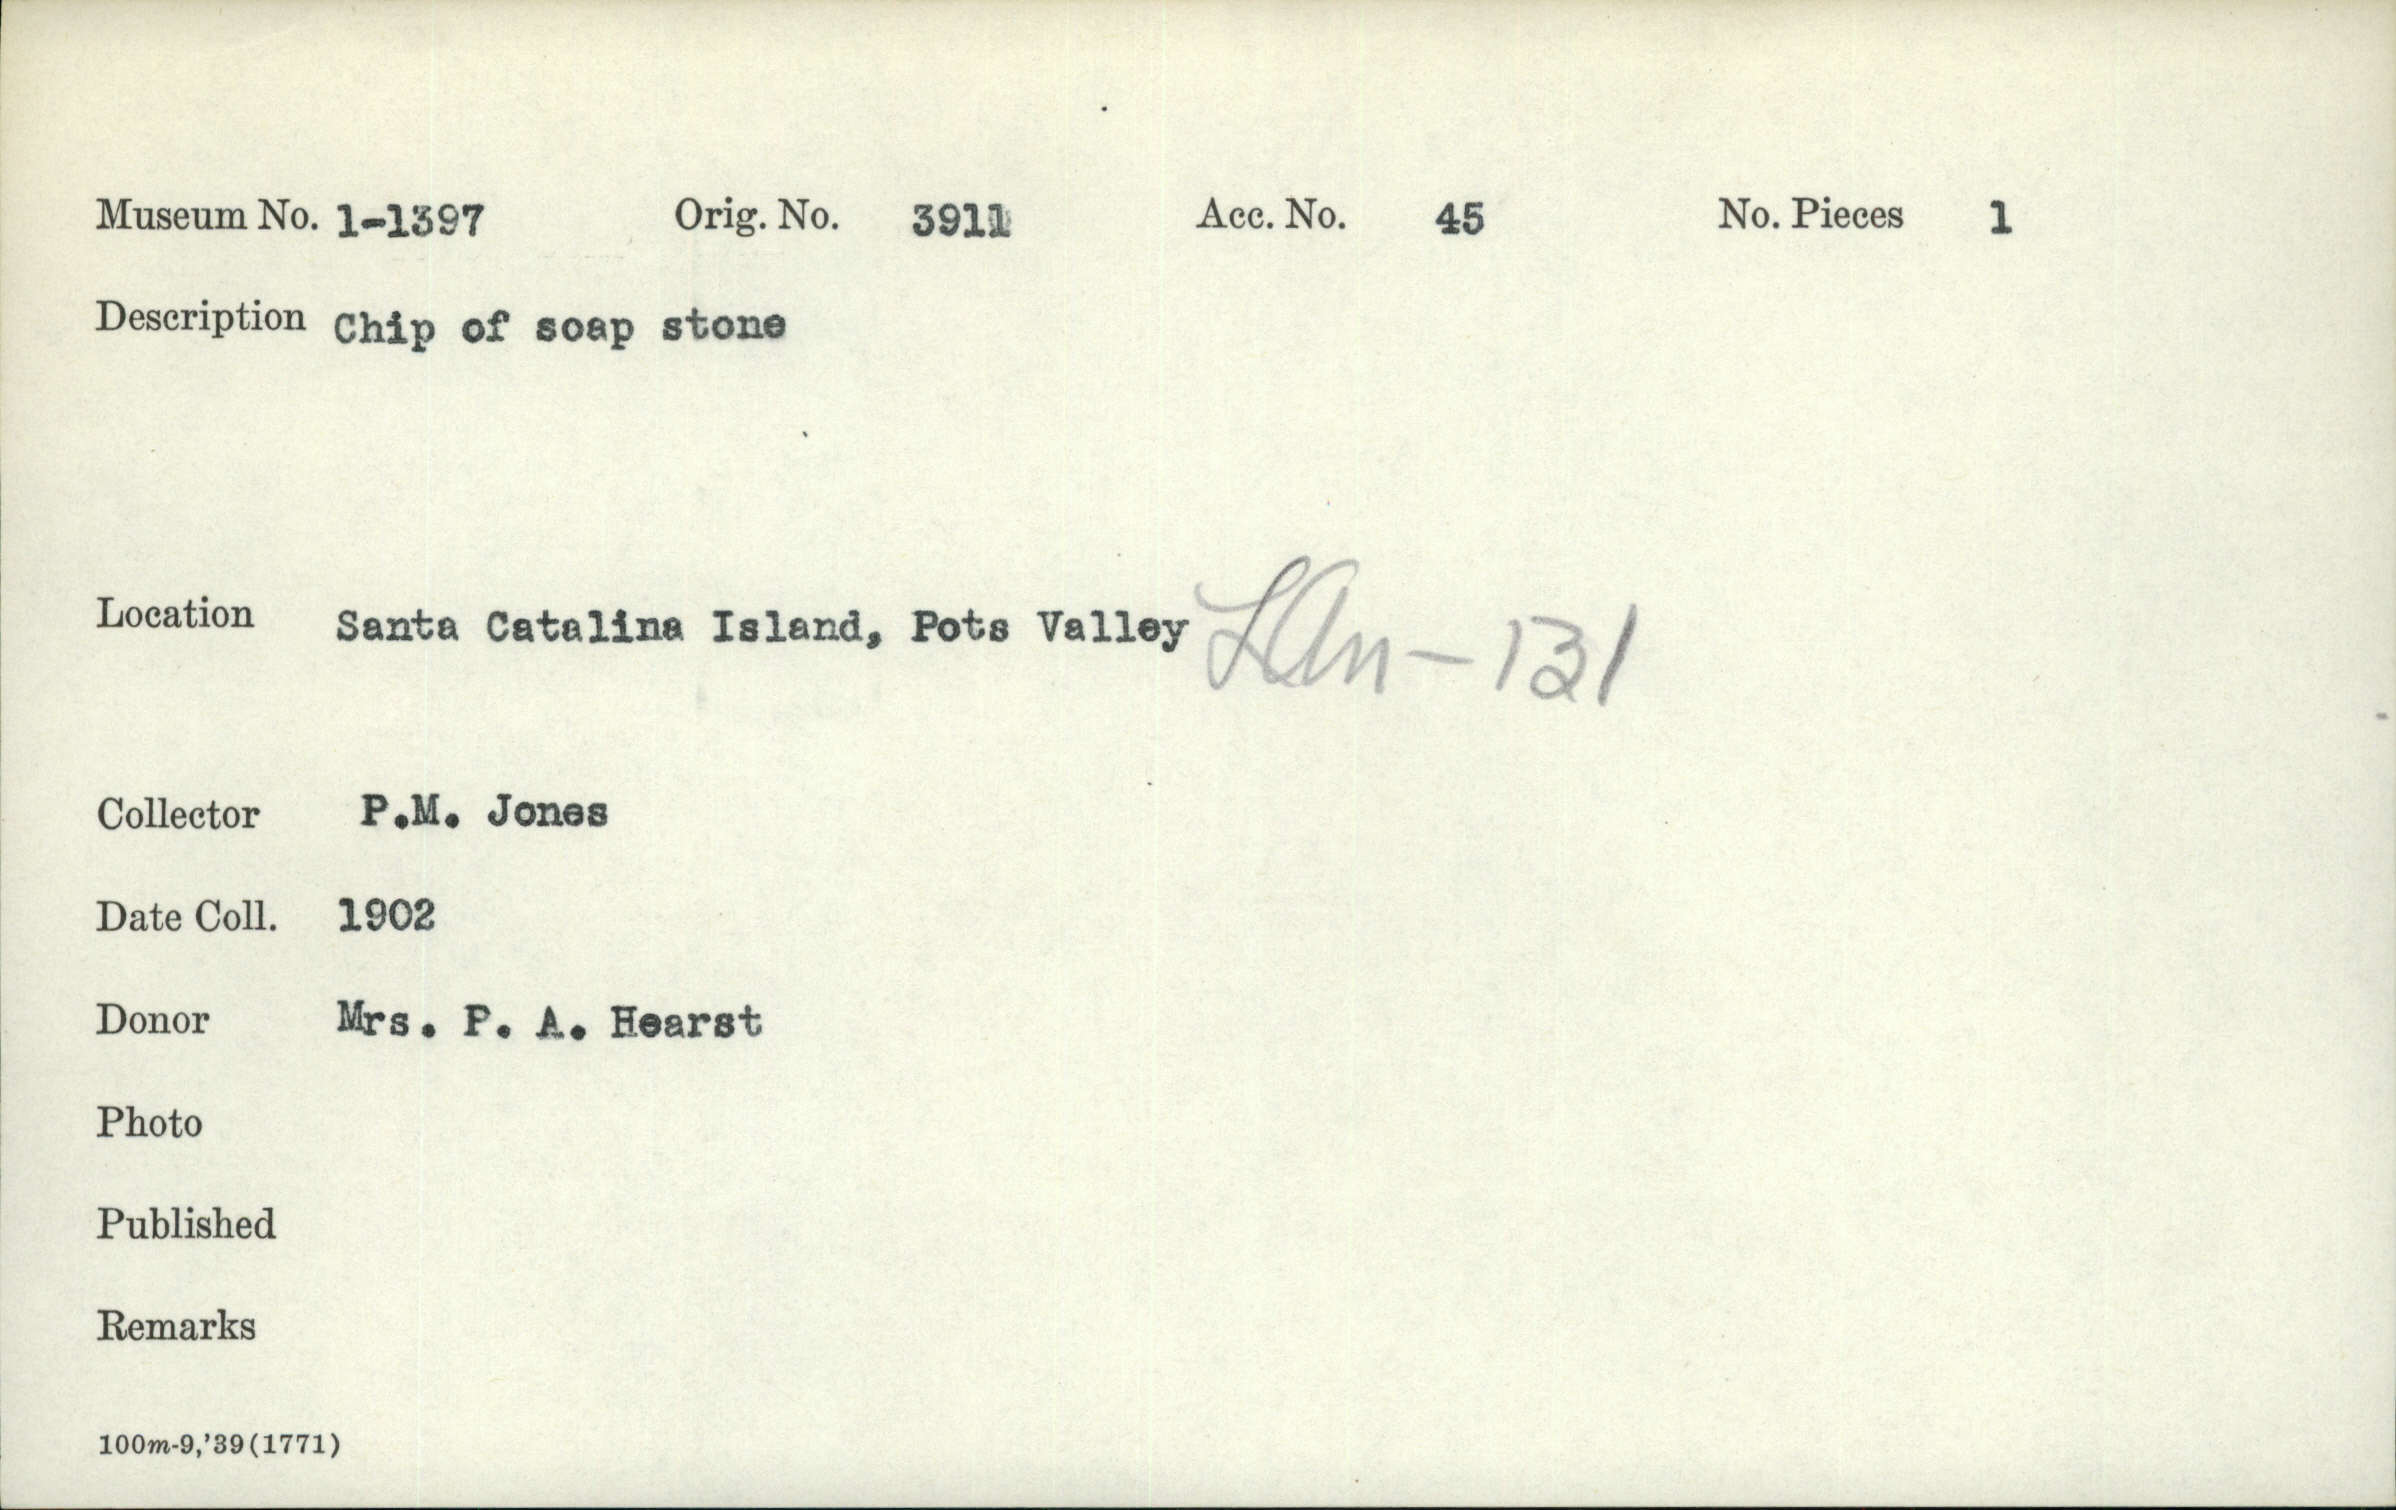 Museum No. 1-1397 Orig. No. 3911 Acc. No. 45 No. Pieces 1
Description Chip of soap stone
Location Santa Catalina Island, Pots Valley LAn-131
Collector P.M. Jones
Date Coll. 1902
Donor Mrs. P. A. Hearst
Photo
Published
Remarks
100m-9,'39(1771)